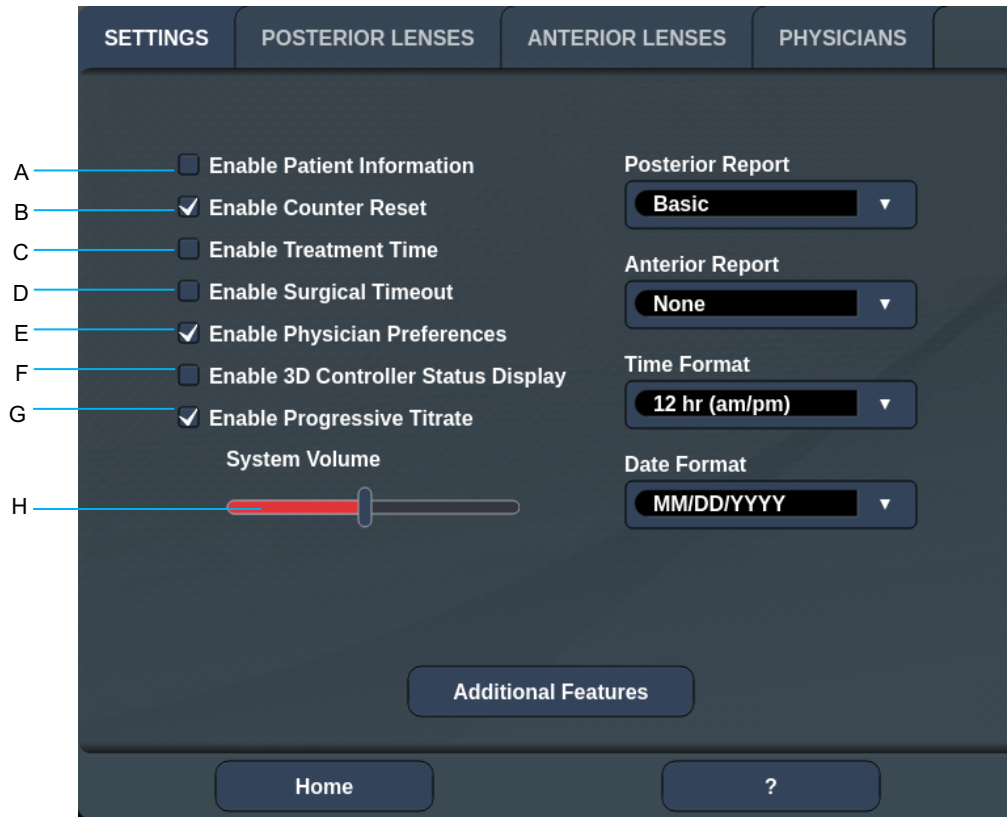 SETTINGS
POSTERIOR LENSES
ANTERIOR LENSES
PHYSICIANS
A
Enable Patient Information
B
Enable Counter Reset
C
Enable Treatment Time
D
Enable Surgical Timeout
E
Enable Physician Preferences
F
Enable 3D Controller Status Display
G
Enable Progressive Titrate
System Volume
H
Posterior Report
Basic
Anterior Report
None
Time Format
12 hr (am/pm)
Date Format
MM/DD/YYYY
Additional Features
Home
?